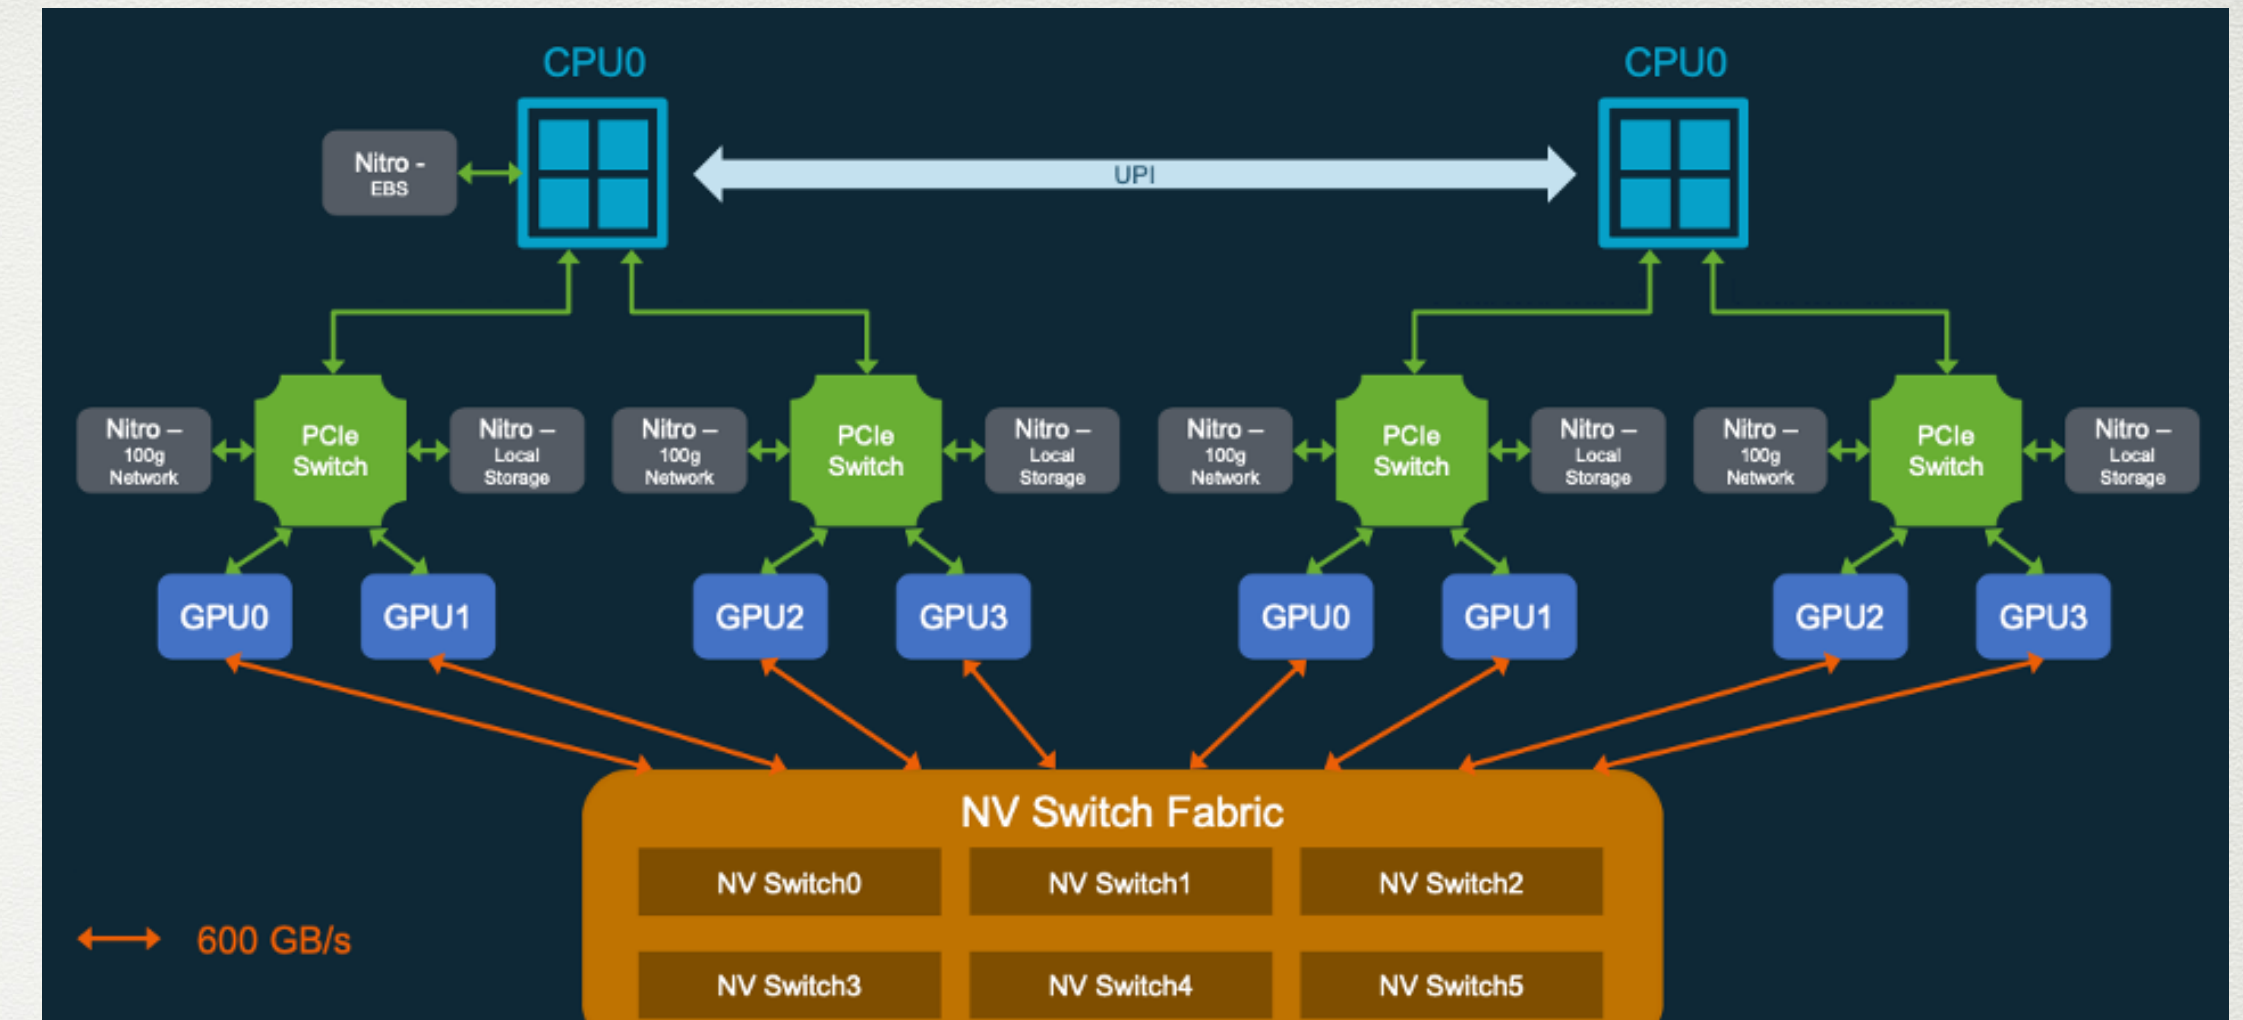 CPU0
CPU0
Nitro -
EBS
UPI
Nitro –
100g
Network
PCIe
Switch
Nitro –
Local
Storage
Nitro –
100g
Network
PCIe
Switch
Nitro –
Local
Storage
Nitro –
100g
Network
PCIe
Switch
Nitro –
Local
Storage
Nitro –
100g
Network
PCIe
Switch
Nitro –
Local
Storage
GPU0
GPU1
GPU2
GPU3
GPU0
GPU1
GPU2
GPU3
NV Switch Fabric
NV Switch0
NV Switch1
NV Switch2
600 GB/s
NV Switch3
NV Switch4
NV Switch5